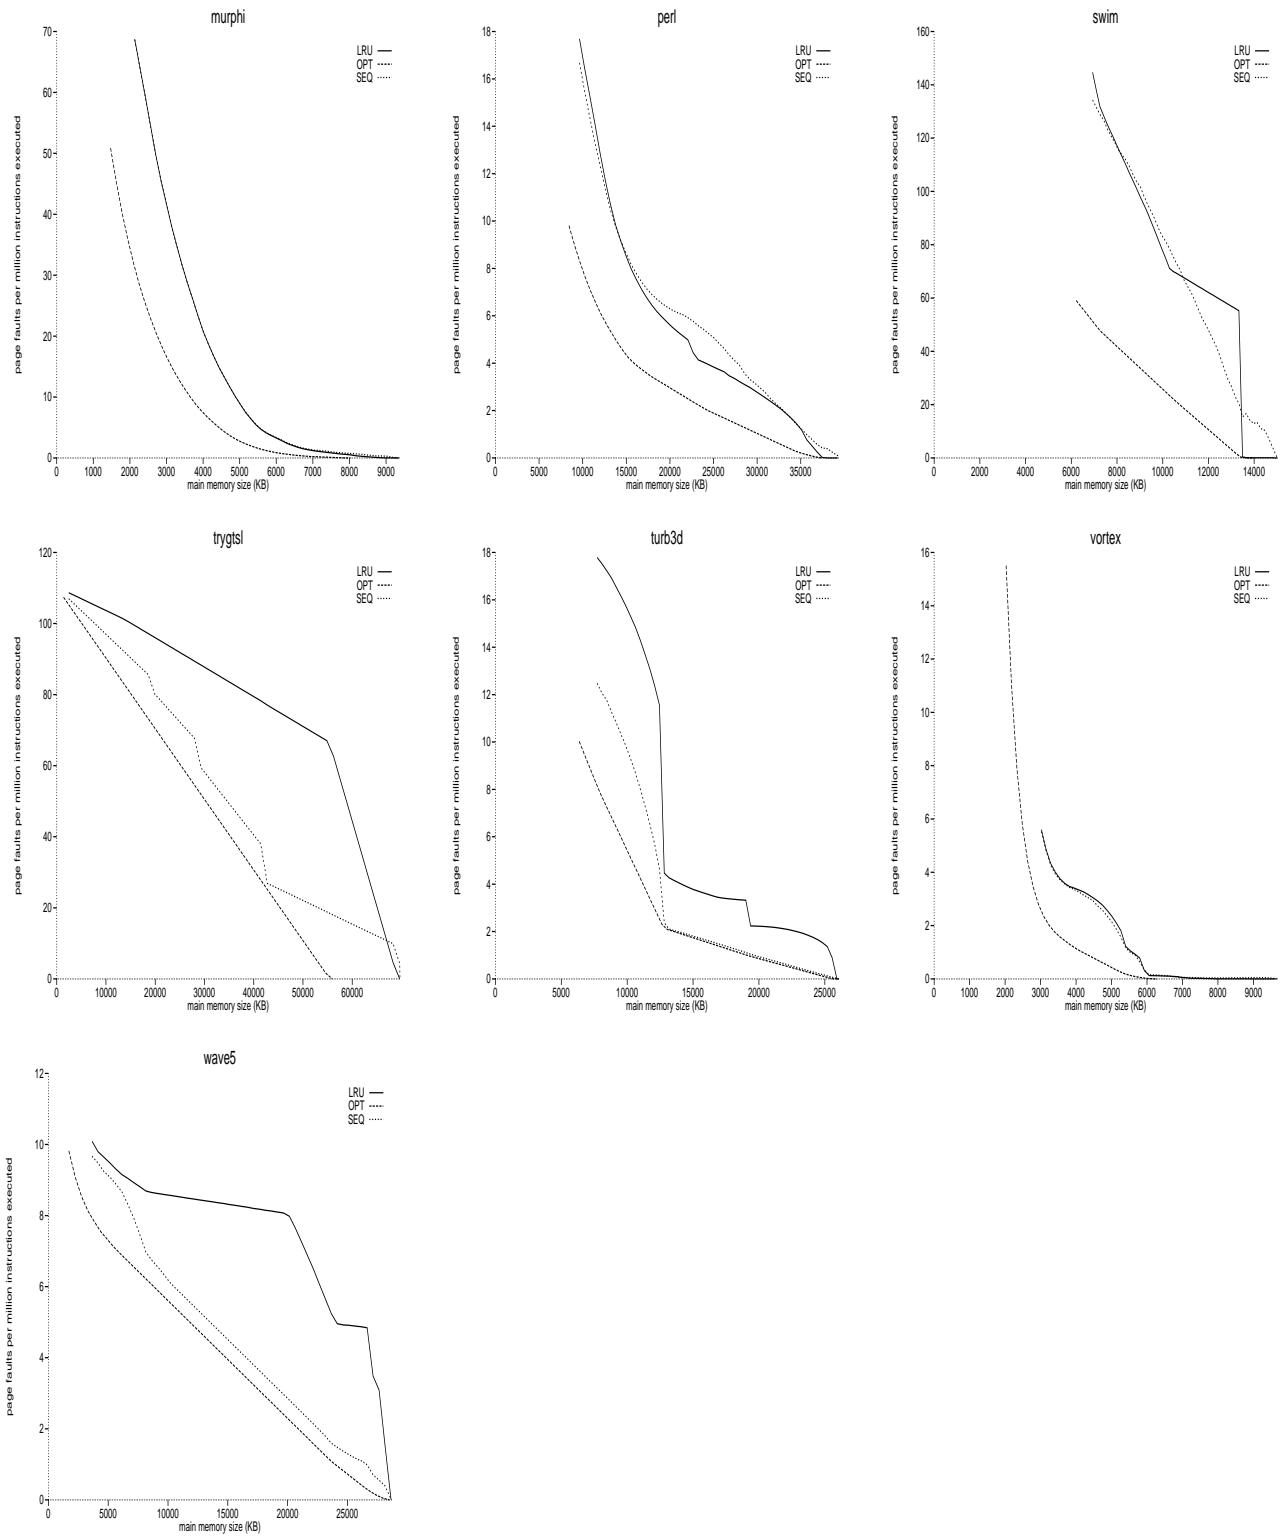 murphi
70
60
50
40
30
20
10
0
page faults per million instructions executed
LRU
OPT
SEQ
0 1000 2000 3000 4000 5000 6000 7000 8000 9000
main memory size (KB)
perl
18
16
14
12
10
8
6
4
2
0
page faults per million instructions executed
LRU
OPT
SEQ
0 5000 10000 15000 20000 25000 30000 35000
main memory size (KB)
swim
160
140
120
100
80
60
40
20
0
page faults per million instructions executed
LRU
OPT
SEQ
0 2000 4000 6000 8000 10000 12000 14000
main memory size (KB)
trygtsl
120
100
80
60
40
20
0
page faults per million instructions executed
LRU
OPT
SEQ
0 10000 20000 30000 40000 50000 60000
main memory size (KB)
turb3d
18
16
14
12
10
8
6
4
2
0
page faults per million instructions executed
LRU
OPT
SEQ
0 5000 10000 15000 20000 25000
main memory size (KB)
vortex
16
14
12
10
8
6
4
2
0
page faults per million instructions executed
LRU
OPT
SEQ
0 1000 2000 3000 4000 5000 6000 7000 8000 9000
main memory size (KB)
wave5
12
10
8
6
4
2
0
page faults per million instructions executed
LRU
OPT
SEQ
0 5000 10000 15000 20000 25000
main memory size (KB)